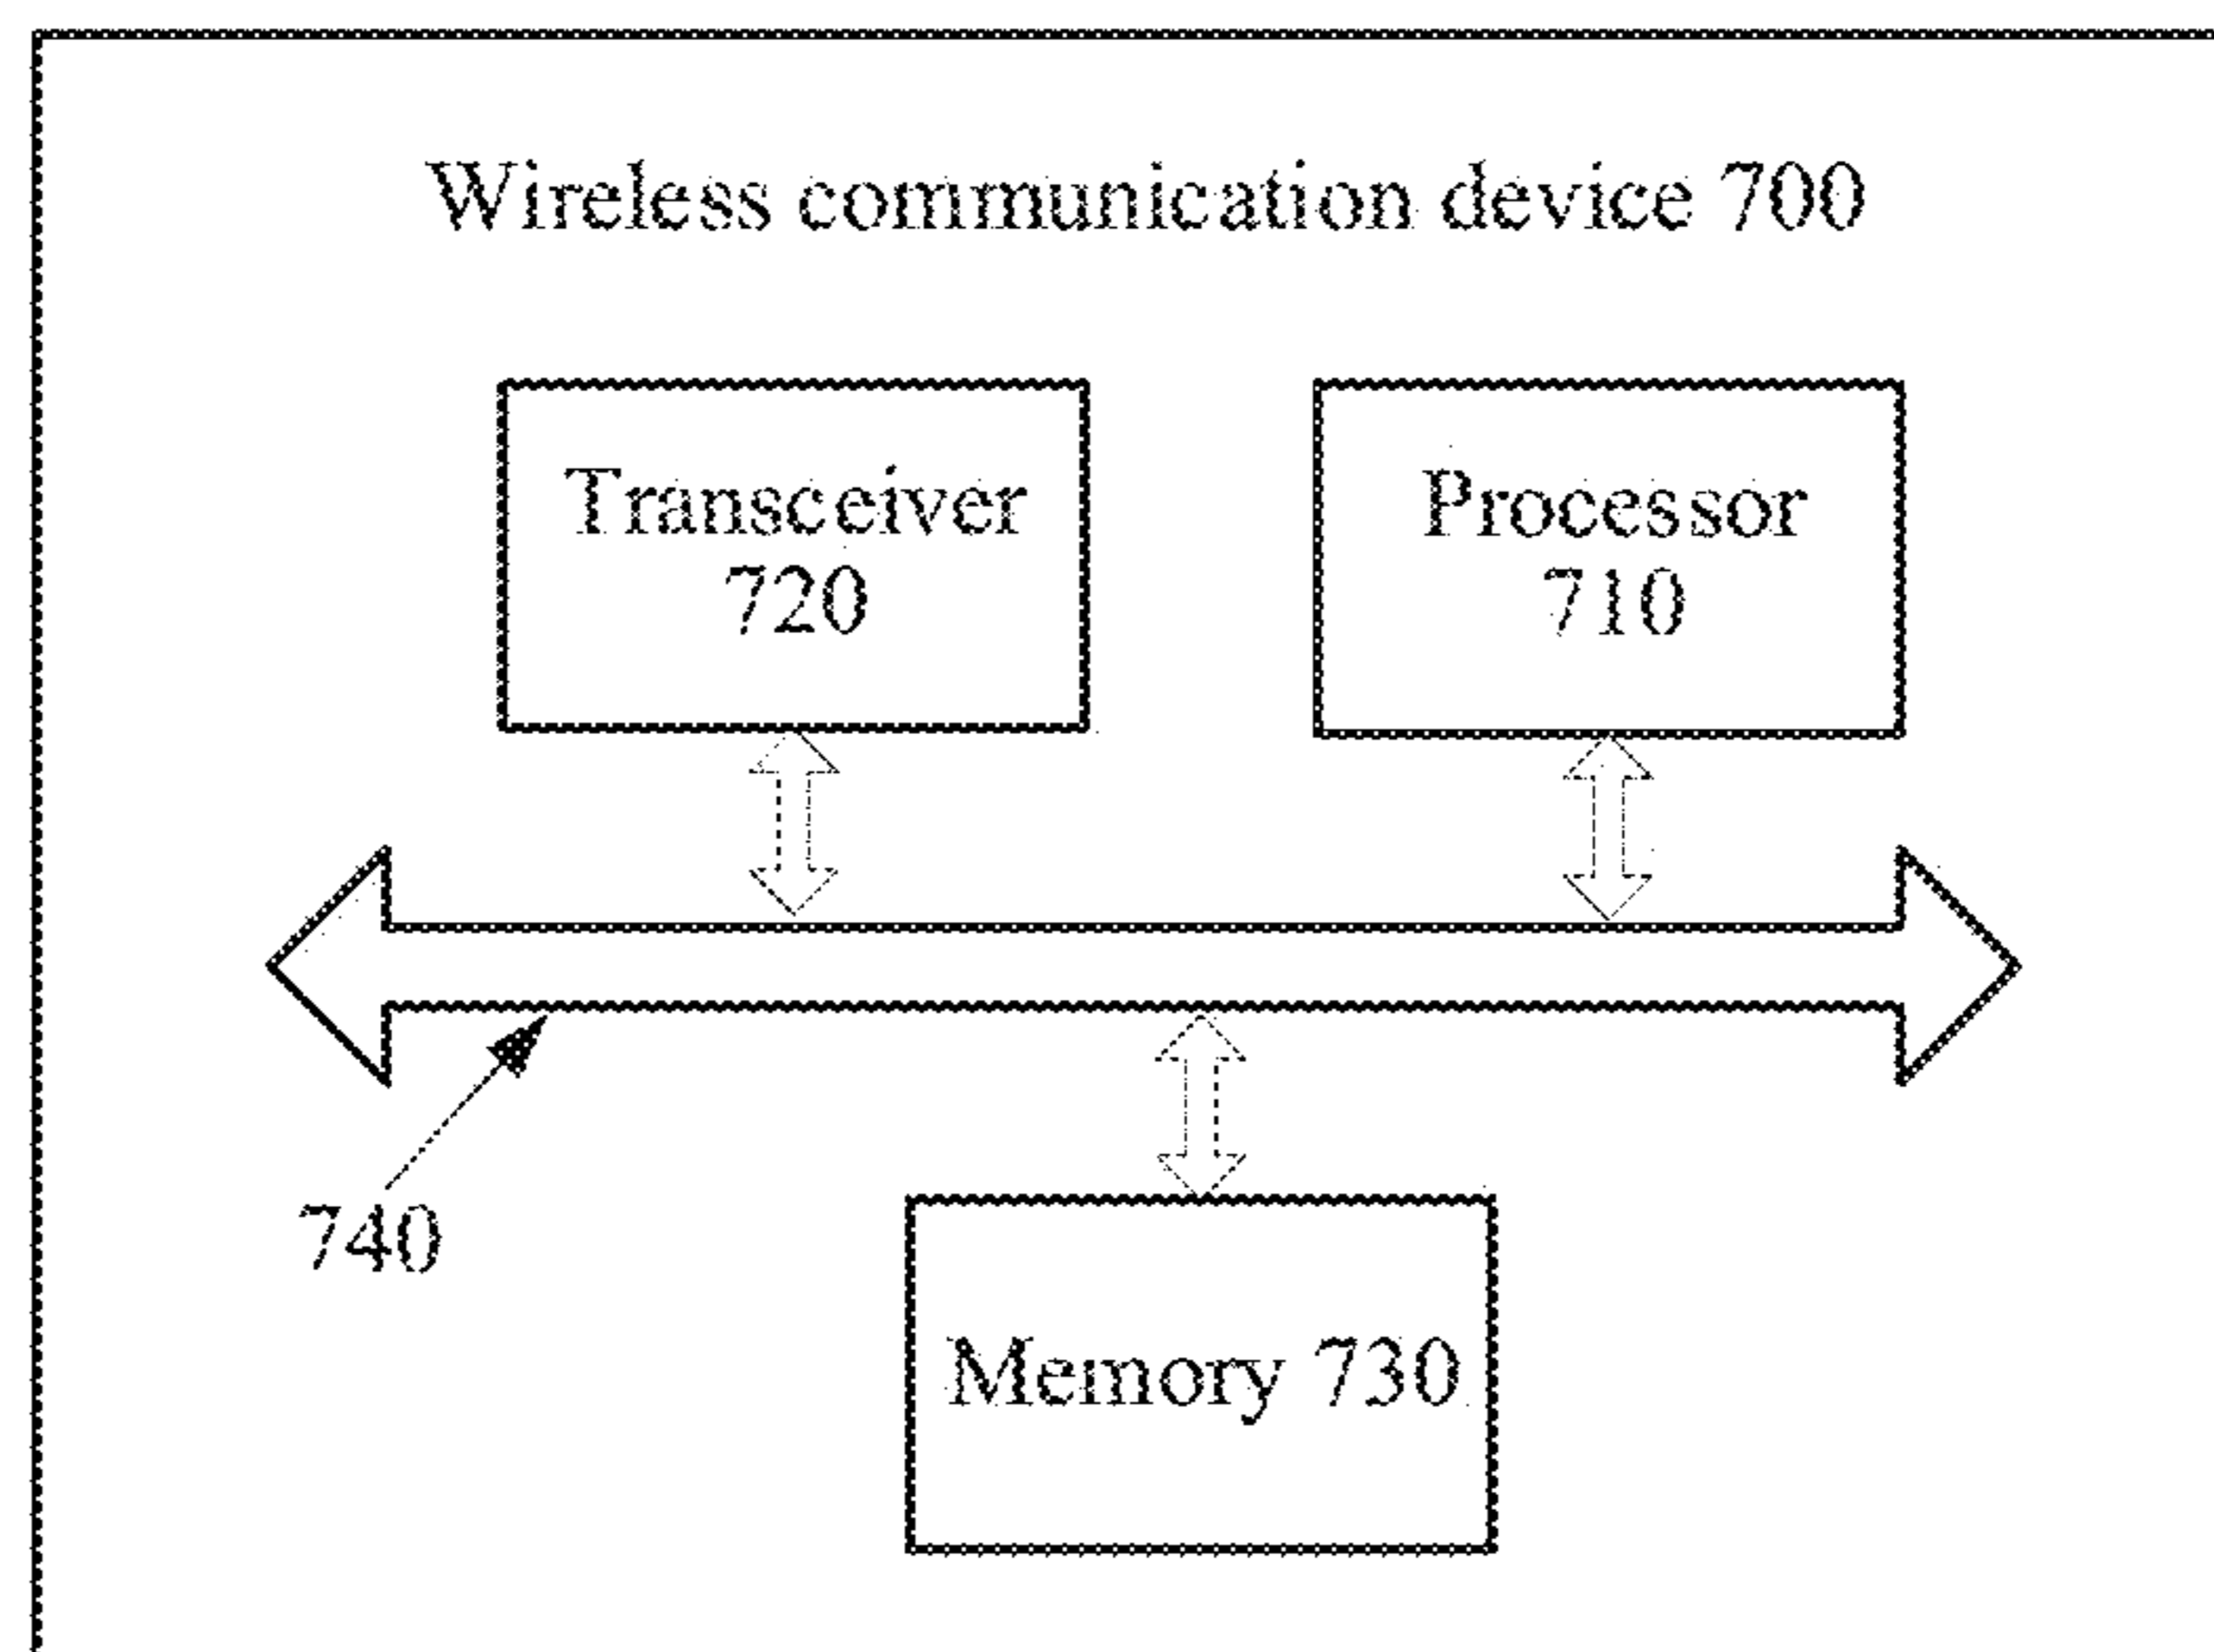 Wireless communication device 700
Transceiver
720
Processor
710
740
Memory 730